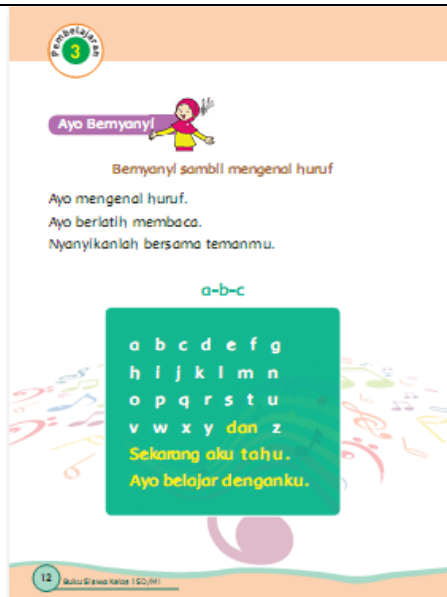 Pembelajaran
3
Ayo Bernyanyi
Bernyanyi sambil mengenal huruf
Ayo mengenal huruf.
Ayo berlatih membaca.
Nyanyikanlah bersama temanmu.
a-b-c
a b c d e f g
h i j k l m n
o p q r s t u
v w x y dan z
Sekarang aku tahu.
Ayo belajar denganku.
12 Buku Siswa Kelas 1 SD/MI